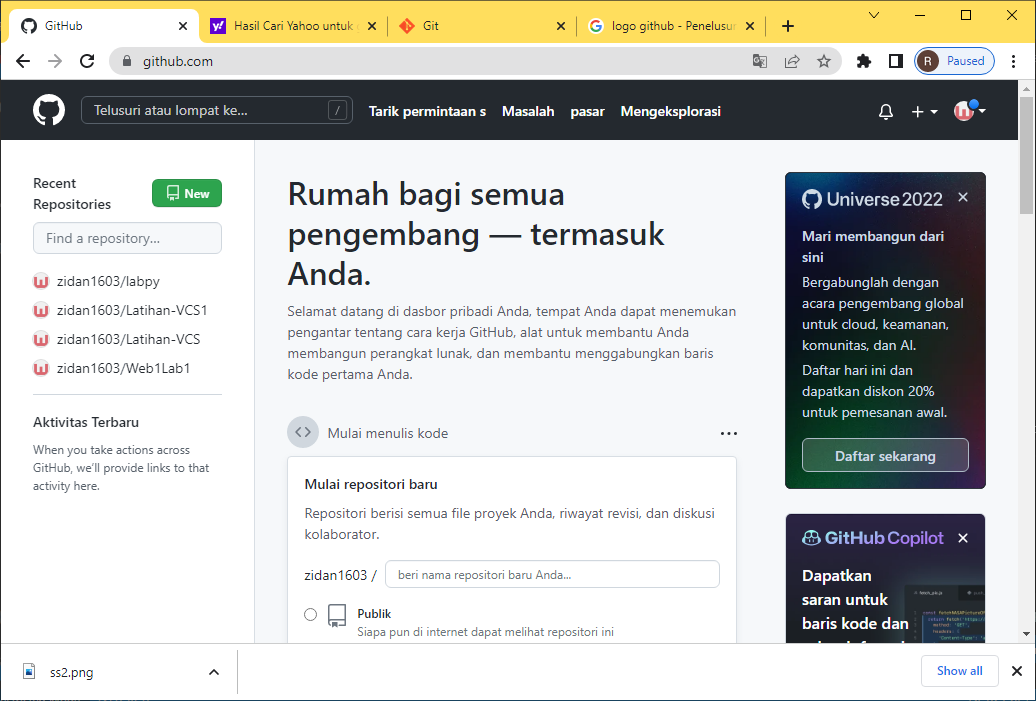 GitHub
Hasil Cari Yahoo untuk
Git
logo github - Penelusur
github.com
R
Paused
Telusuri atau lompat ke...
/
Tarik permintaan s
Masalah
pasar
Mengeksplorasi
Recent
Repositories
New
Find a repository...
zidan1603/labpy
zidan1603/Latihan-VCS1
zidan1603/Latihan-VCS
zidan1603/Web1Lab1
Aktivitas Terbaru
When you take actions across
GitHub, we'll provide links to that
activity here.
Rumah bagi semua
pengembang — termasuk
Anda.
Selamat datang di dasbor pribadi Anda, tempat Anda dapat menemukan
pengantar tentang cara kerja GitHub, alat untuk membantu Anda
membangun perangkat lunak, dan membantu menggabungkan baris
kode pertama Anda.
Mulai menulis kode
Mulai repositori baru
Repositori berisi semua file proyek Anda, riwayat revisi, dan diskusi
kolaborator.
zidan1603 /
beri nama repositori baru Anda...
Publik
Siapa pun di internet dapat melihat repositori ini
Universe 2022
Mari membangun dari
sini
Bergabunglah dengan
acara pengembang global
untuk cloud, keamanan,
komunitas, dan AI.
Daftar hari ini dan
dapatkan diskon 20%
untuk pemesanan awal.
Daftar sekarang
GitHub Copilot
Dapatkan
saran untuk
baris kode dan
ss2.png
Show all